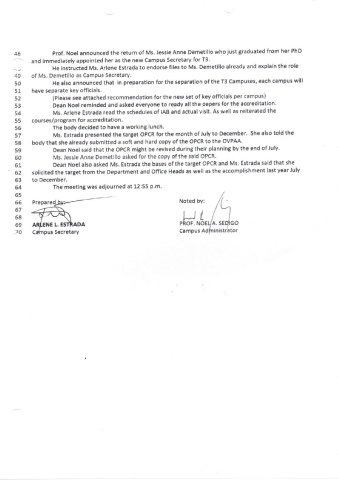 46 Prof. Noel announced the return of Ms. Jessie Anne Demetillo who just graduated from her PhD
and immediately appointed her as the new Campus Secretary for T3.
He instructed Ms. Arlene Estrada to endorse files to Ms. Demetillo already and explain the role
49 of Ms. Demetillo as Campus Secretary.
50 He also announced that in preparation for the separation of the T3 Campuses, each campus will
51 have separate key officials.
52 (Please see attached recommendation for the new set of key officials per campus)
53 Dean Noel reminded and asked everyone to ready all the papers for the accreditation.
54 Ms. Arlene Estrada read the schedules of IAB and actual visit. As well as reiterated the
55 courses/program for accreditation.
56 The body decided to have a working lunch.
57 Ms. Estrada presented the target OPCR for the month of July to December. She also told the
58 body that she already submitted a soft and hard copy of the OPCR to the OVPAA.
59 Dean Noel said that the OPCR might be revised during their planning by the end of July.
60 Ms. Jessie Anne Demetillo asked for the copy of the said OPCR.
61 Dean Noel also asked Ms. Estrada the bases of the target OPCR and Ms. Estrada said that she
62 solicited the target from the Department and Office Heads as well as the accomplishment last year July
63 to December.
64 The meeting was adjourned at 12:55 p.m.
65
66 Prepared by: Noted by:
67
68
69 ARLENE L. ESTRADA PROF. NOEL A. SEDIGO
70 Campus Secretary Campus Administrator